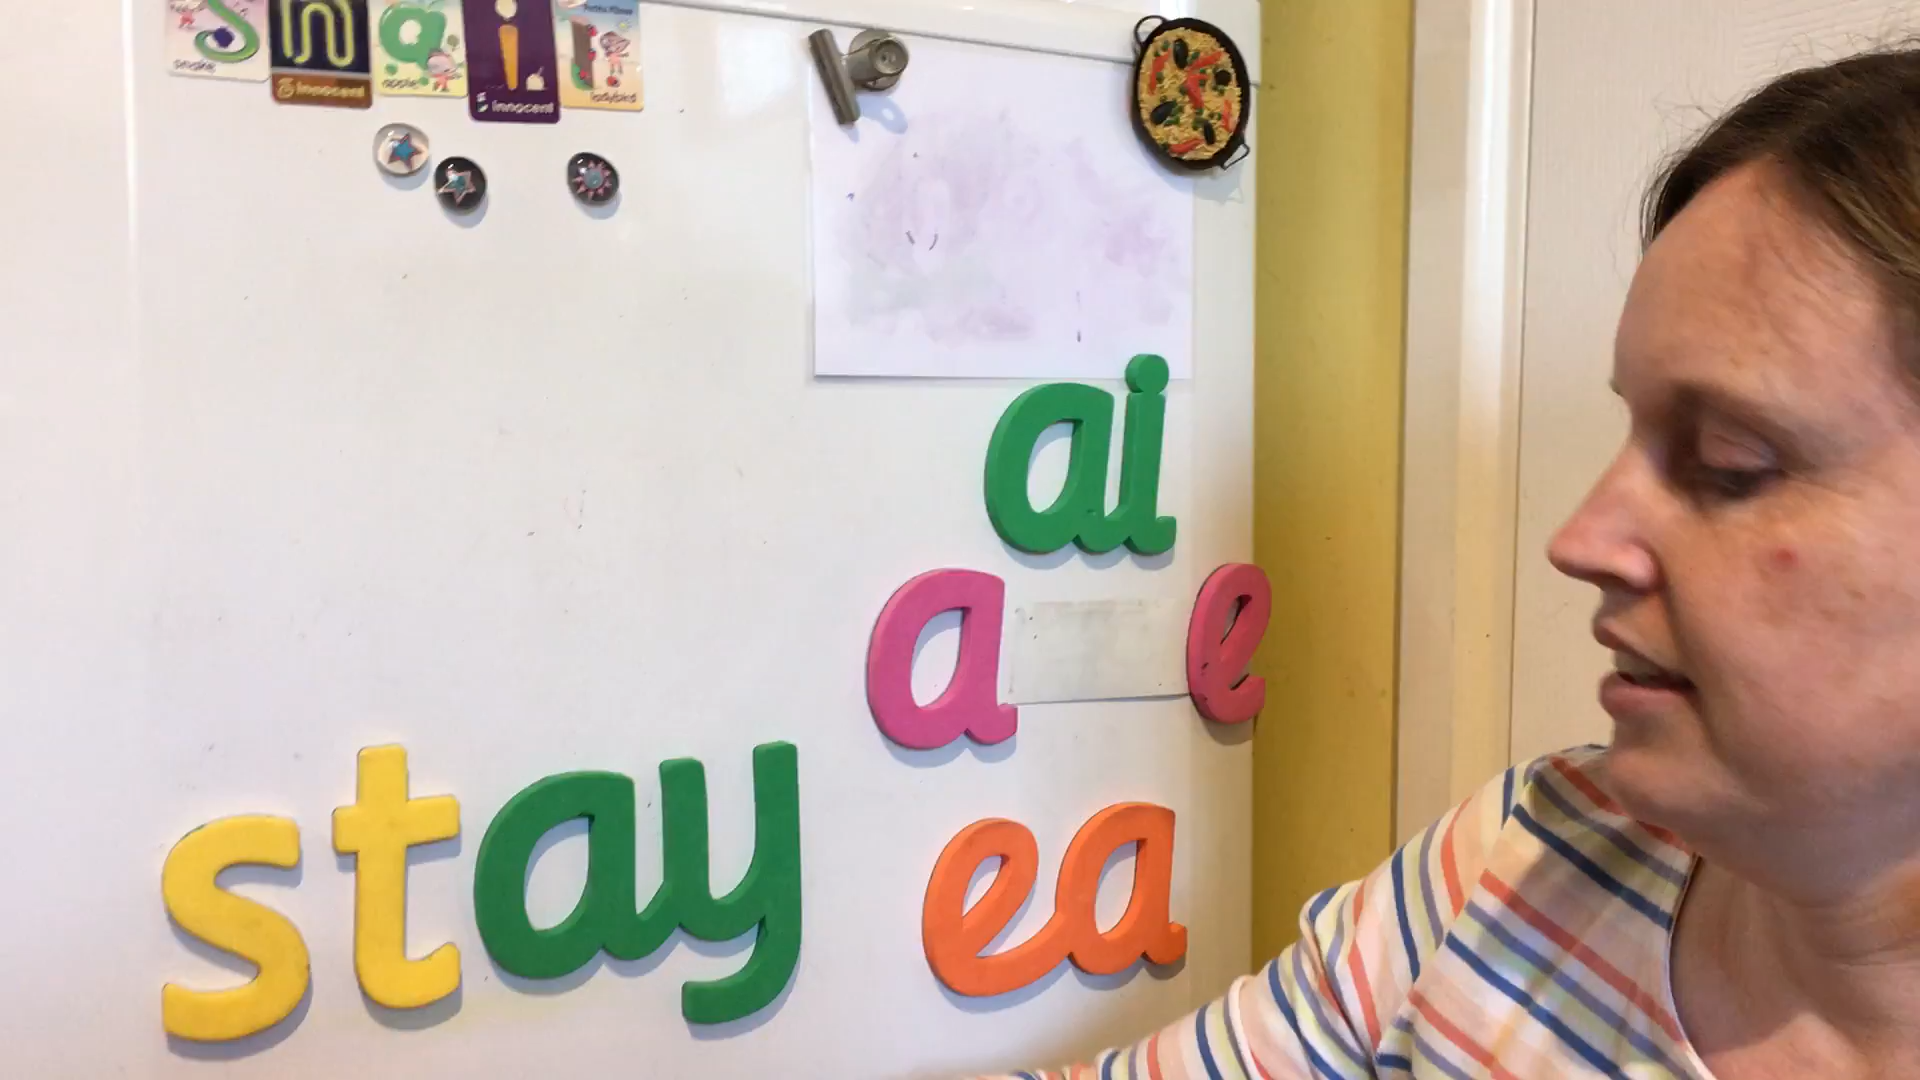 snail
snake
innocent
apple
innocent
ladybird
ai
a e
stay
ea